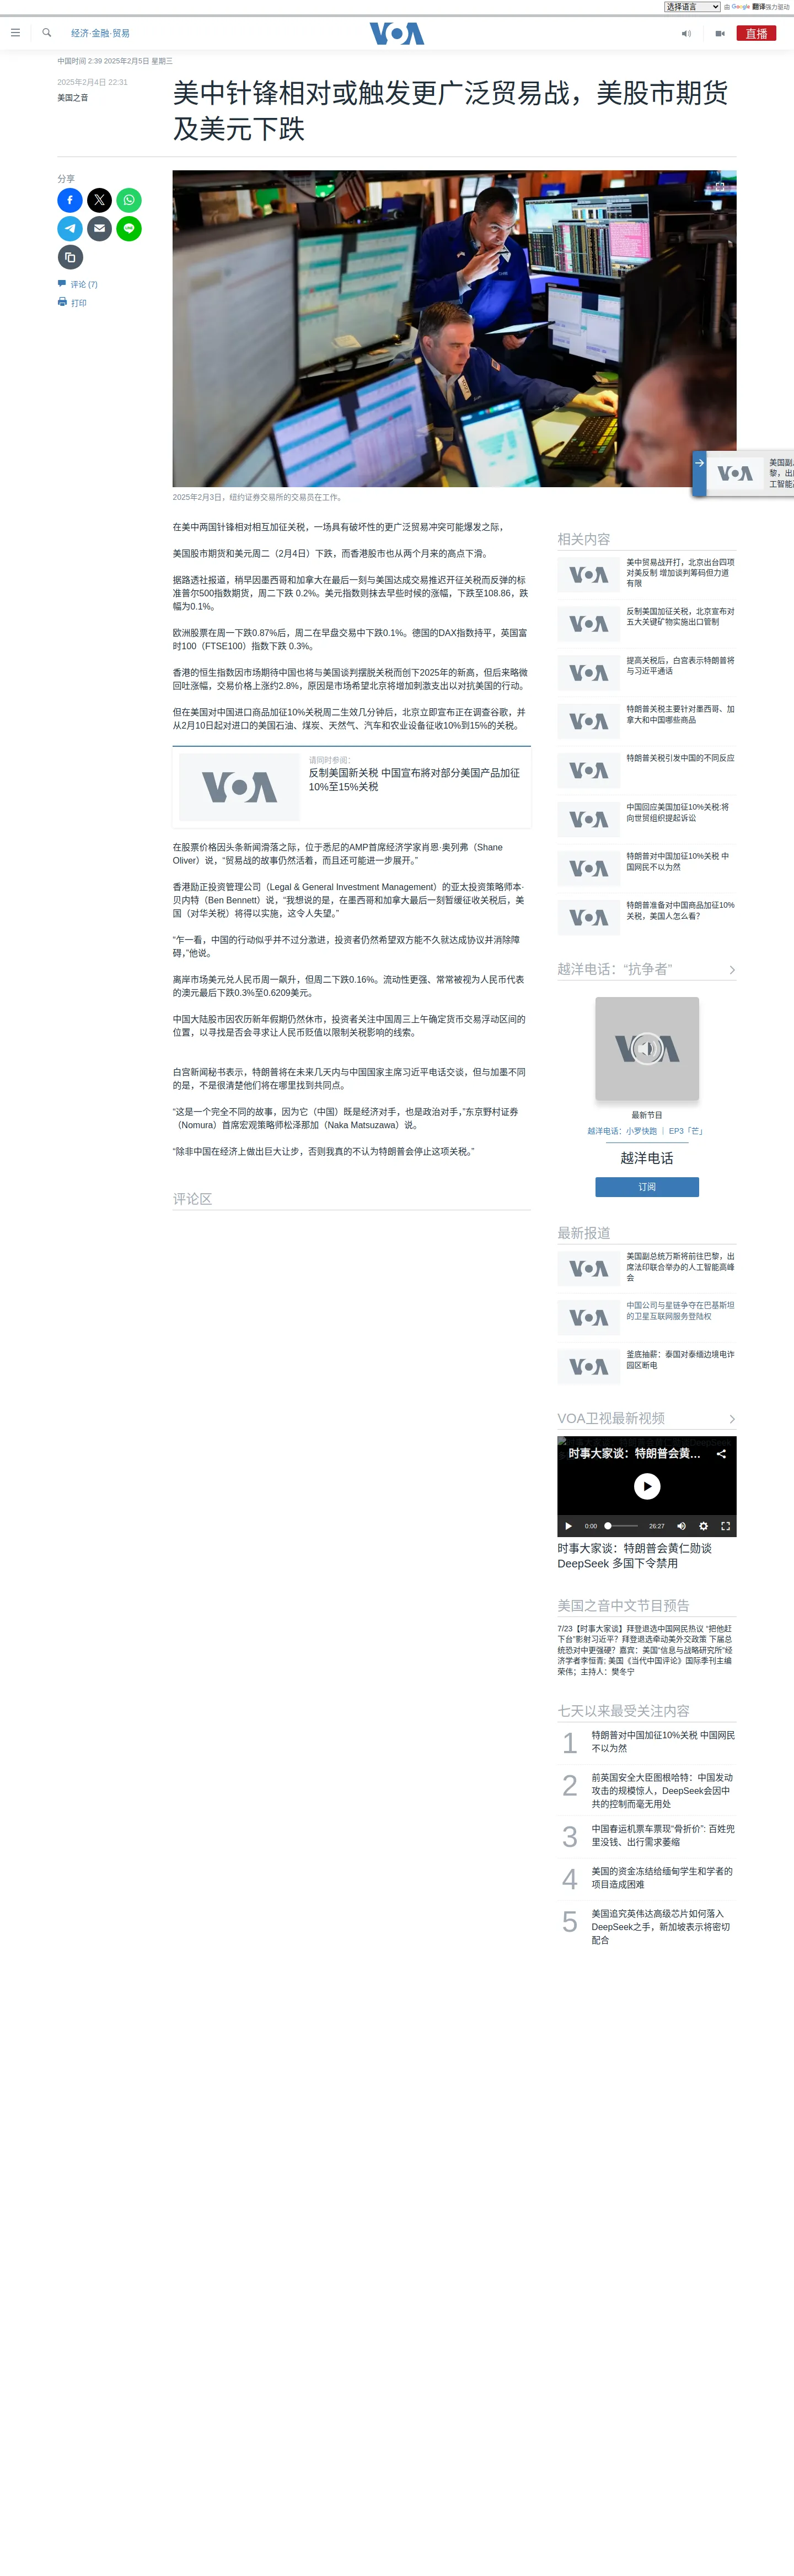 选择语言 由 Google 翻译强力驱动
经济·金融·贸易
VOA
直播
中国时间 2:39 2025年2月5日 星期三
2025年2月4日 22:31
美国之音
美中针锋相对或触发更广泛贸易战，美股市期货
及美元下跌
分享
评论 (7)
打印
2025年2月3日，纽约证券交易所的交易员在工作。
VOA
美国副
黎，出
工智能
在美中两国针锋相对相互加征关税，一场具有破坏性的更广泛贸易冲突可能爆发之际，
美国股市期货和美元周二（2月4日）下跌，而香港股市也从两个月来的高点下滑。
据路透社报道，稍早因墨西哥和加拿大在最后一刻与美国达成交易推迟开征关税而反弹的标
准普尔500指数期货，周二下跌 0.2%。美元指数则抹去早些时候的涨幅，下跌至108.86，跌
幅为0.1%。
欧洲股票在周一下跌0.87%后，周二在早盘交易中下跌0.1%。德国的DAX指数持平，英国富
时100（FTSE100）指数下跌 0.3%。
香港的恒生指数因市场期待中国也将与美国谈判摆脱关税而创下2025年的新高，但后来略微
回吐涨幅，交易价格上涨约2.8%，原因是市场希望北京将增加刺激支出以对抗美国的行动。
但在美国对中国进口商品加征10%关税周二生效几分钟后，北京立即宣布正在调查谷歌，并
从2月10日起对进口的美国石油、煤炭、天然气、汽车和农业设备征收10%到15%的关税。
VOA
请同时参阅：
反制美国新关税 中国宣布將对部分美国产品加征
10%至15%关税
在股票价格因头条新闻滑落之际，位于悉尼的AMP首席经济学家肖恩·奥列弗（Shane
Oliver）说，“贸易战的故事仍然活着，而且还可能进一步展开。”
香港励正投资管理公司（Legal & General Investment Management）的亚太投资策略师本·
贝内特（Ben Bennett）说，“我想说的是，在墨西哥和加拿大最后一刻暂缓征收关税后，美
国（对华关税）将得以实施，这令人失望。”
“乍一看，中国的行动似乎并不过分激进，投资者仍然希望双方能不久就达成协议并消除障
碍，”他说。
离岸市场美元兑人民币周一飙升，但周二下跌0.16%。流动性更强、常常被视为人民币代表
的澳元最后下跌0.3%至0.6209美元。
中国大陆股市因农历新年假期仍然休市，投资者关注中国周三上午确定货币交易浮动区间的
位置，以寻找是否会寻求让人民币贬值以限制关税影响的线索。
白宫新闻秘书表示，特朗普将在未来几天内与中国国家主席习近平电话交谈，但与加墨不同
的是，不是很清楚他们将在哪里找到共同点。
“这是一个完全不同的故事，因为它（中国）既是经济对手，也是政治对手，”东京野村证券
（Nomura）首席宏观策略师松泽那加（Naka Matsuzawa）说。
“除非中国在经济上做出巨大让步，否则我真的不认为特朗普会停止这项关税。”
评论区
相关内容
VOA
美中贸易战开打，北京出台四项
对美反制 增加谈判筹码但力道
有限
VOA
反制美国加征关税，北京宣布对
五大关键矿物实施出口管制
VOA
提高关税后，白宫表示特朗普将
与习近平通话
VOA
特朗普关税主要针对墨西哥、加
拿大和中国哪些商品
VOA
特朗普关税引发中国的不同反应
VOA
中国回应美国加征10%关税:将
向世贸组织提起诉讼
VOA
特朗普对中国加征10%关税 中
国网民不以为然
VOA
特朗普准备对中国商品加征10%
关税，美国人怎么看？
越洋电话：“抗争者”
VOA
最新节目
越洋电话：小罗快跑 ｜ EP3「芒」
越洋电话
订阅
最新报道
VOA
美国副总统万斯将前往巴黎，出
席法印联合举办的人工智能高峰
会
VOA
中国公司与星链争夺在巴基斯坦
的卫星互联网服务登陆权
VOA
釜底抽薪：泰国对泰缅边境电诈
园区断电
VOA卫视最新视频
时事大家谈：特朗普会黄...
0:00 26:27
时事大家谈：特朗普会黄仁勋谈
DeepSeek 多国下令禁用
美国之音中文节目预告
7/23【时事大家谈】拜登退选中国网民热议 “把他赶
下台”影射习近平？拜登退选牵动美外交政策 下届总
统恐对中更强硬？嘉宾：美国“信息与战略研究所”经
济学者李恒青; 美国《当代中国评论》国际季刊主编
荣伟；主持人：樊冬宁
七天以来最受关注内容
1 特朗普对中国加征10%关税 中国网民
不以为然
2 前英国安全大臣图根哈特：中国发动
攻击的规模惊人，DeepSeek会因中
共的控制而毫无用处
3 中国春运机票车票现“骨折价”: 百姓兜
里没钱、出行需求萎缩
4 美国的资金冻结给缅甸学生和学者的
项目造成困难
5 美国追究英伟达高级芯片如何落入
DeepSeek之手，新加坡表示将密切
配合